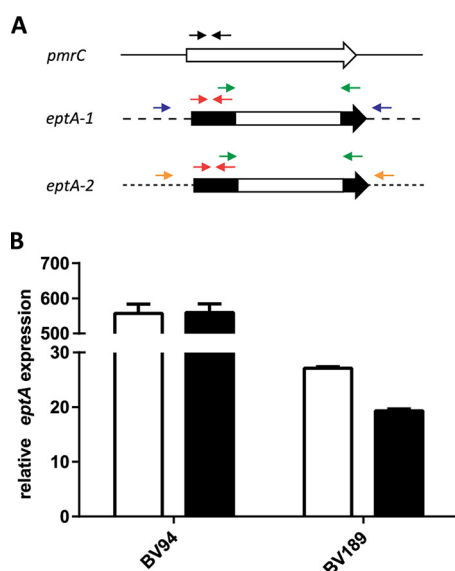 A
pmrC
eptA-1
eptA-2
B
relative eptA expression
700
600
500
30
20
10
0
BV94
BV189